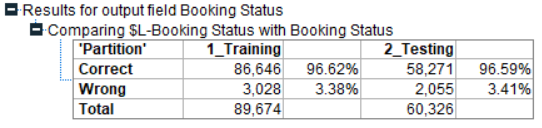 Results for output field Booking Status
Comparing $L-Booking Status with Booking Status
'Partition' 1_Training 2_Testing
Correct 86,646 96.62% 58,271 96.59%
Wrong 3,028 3.38% 2,055 3.41%
Total 89,674 60,326